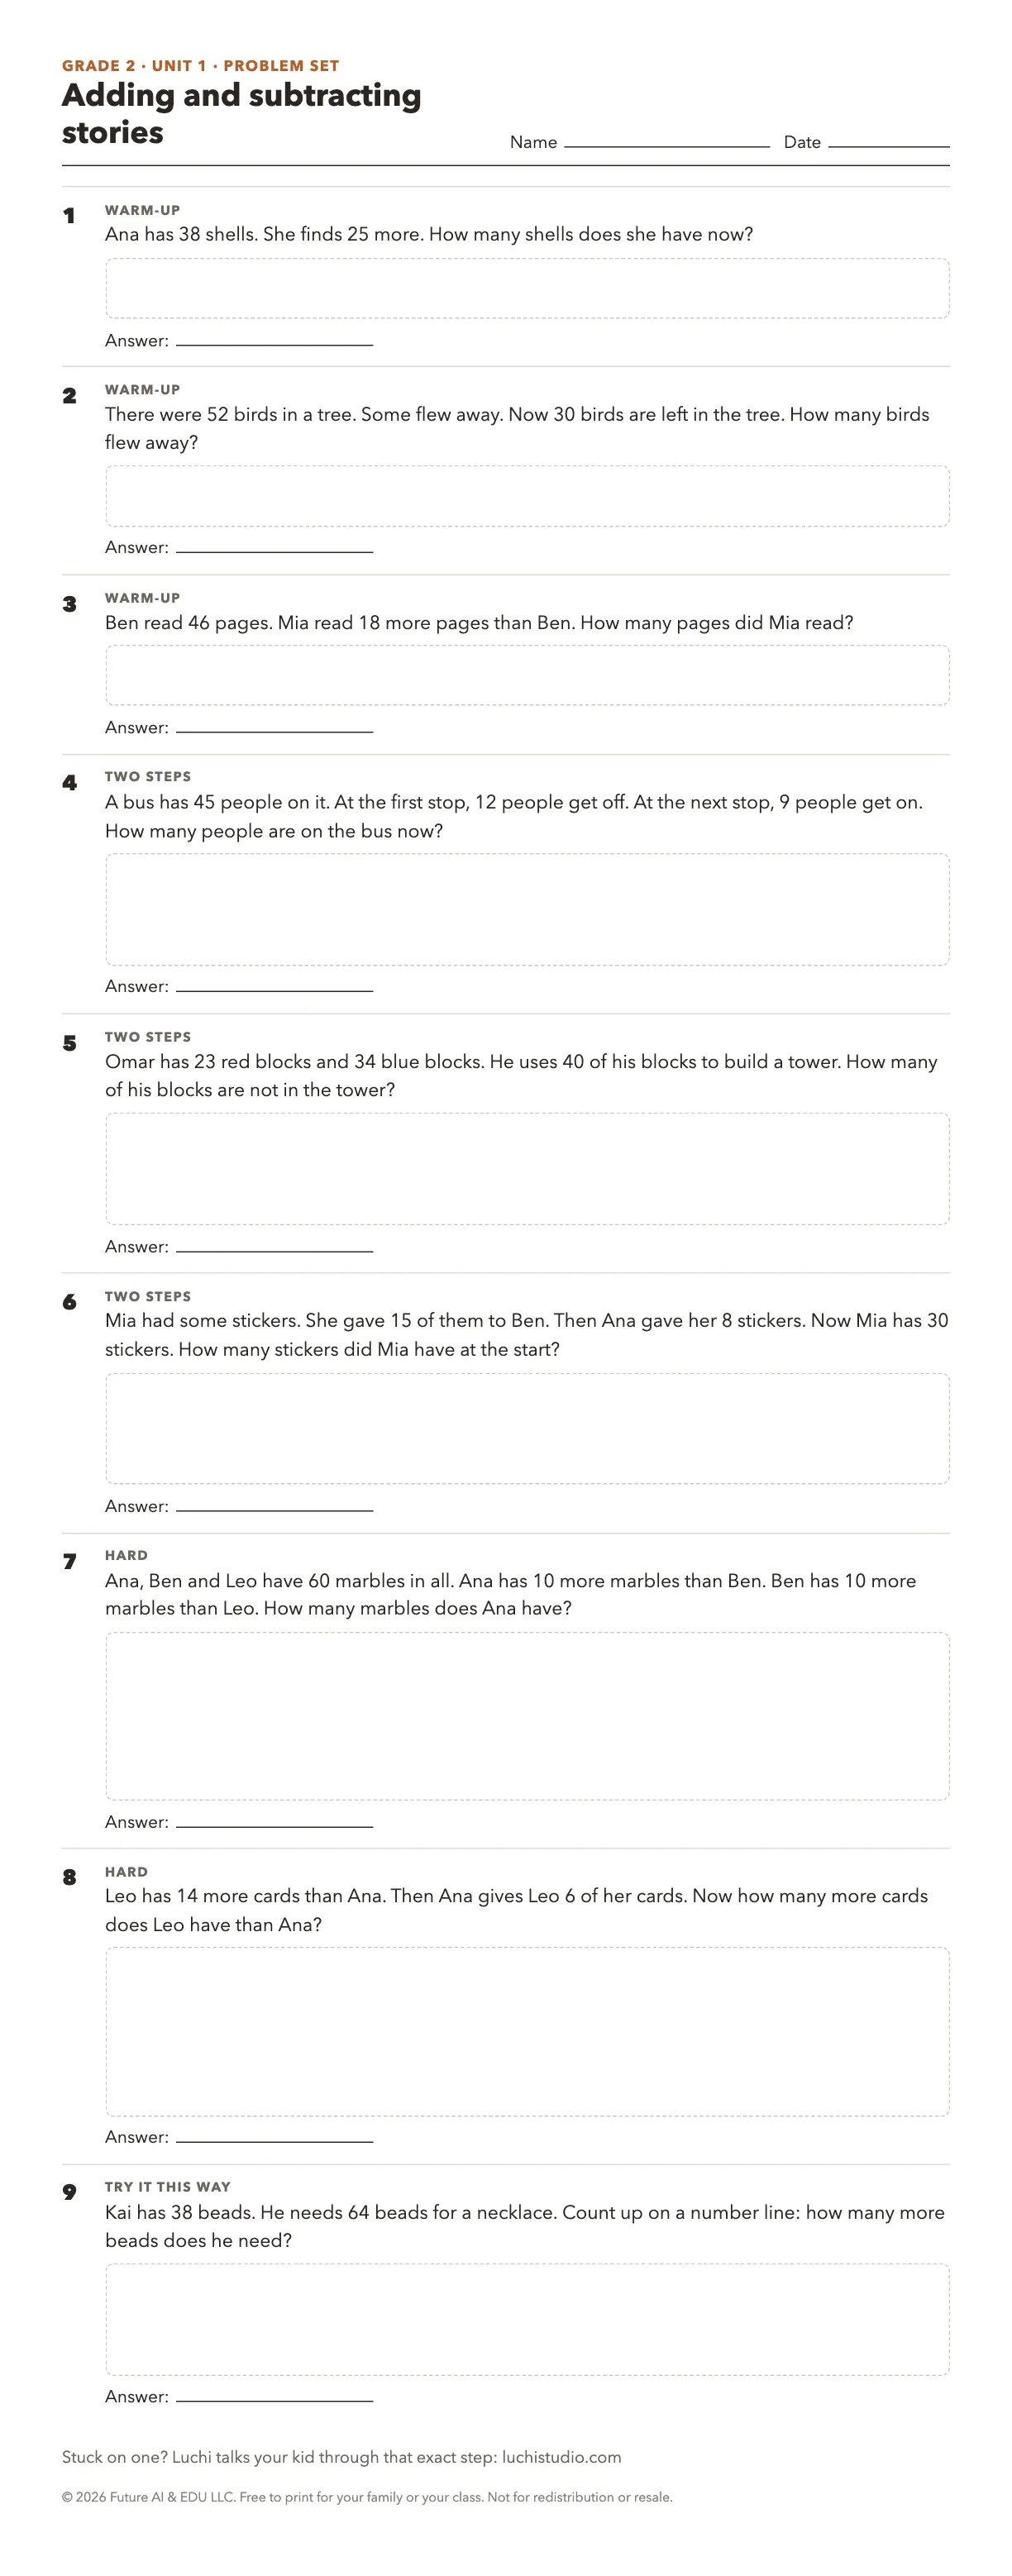 GRADE 2 · UNIT 1 · PROBLEM SET
Adding and subtracting
stories
Name
Date
1
WARM-UP
Ana has 38 shells. She finds 25 more. How many shells does she have now?
Answer:
2
WARM-UP
There were 52 birds in a tree. Some flew away. Now 30 birds are left in the tree. How many birds
flew away?
Answer:
3
WARM-UP
Ben read 46 pages. Mia read 18 more pages than Ben. How many pages did Mia read?
Answer:
4
TWO STEPS
A bus has 45 people on it. At the first stop, 12 people get off. At the next stop, 9 people get on.
How many people are on the bus now?
Answer:
5
TWO STEPS
Omar has 23 red blocks and 34 blue blocks. He uses 40 of his blocks to build a tower. How many
of his blocks are not in the tower?
Answer:
6
TWO STEPS
Mia had some stickers. She gave 15 of them to Ben. Then Ana gave her 8 stickers. Now Mia has 30
stickers. How many stickers did Mia have at the start?
Answer:
7
HARD
Ana, Ben and Leo have 60 marbles in all. Ana has 10 more marbles than Ben. Ben has 10 more
marbles than Leo. How many marbles does Ana have?
Answer:
8
HARD
Leo has 14 more cards than Ana. Then Ana gives Leo 6 of her cards. Now how many more cards
does Leo have than Ana?
Answer:
9
TRY IT THIS WAY
Kai has 38 beads. He needs 64 beads for a necklace. Count up on a number line: how many more
beads does he need?
Answer:
Stuck on one? Luchi talks your kid through that exact step: luchistudio.com
© 2026 Future AI & EDU LLC. Free to print for your family or your class. Not for redistribution or resale.